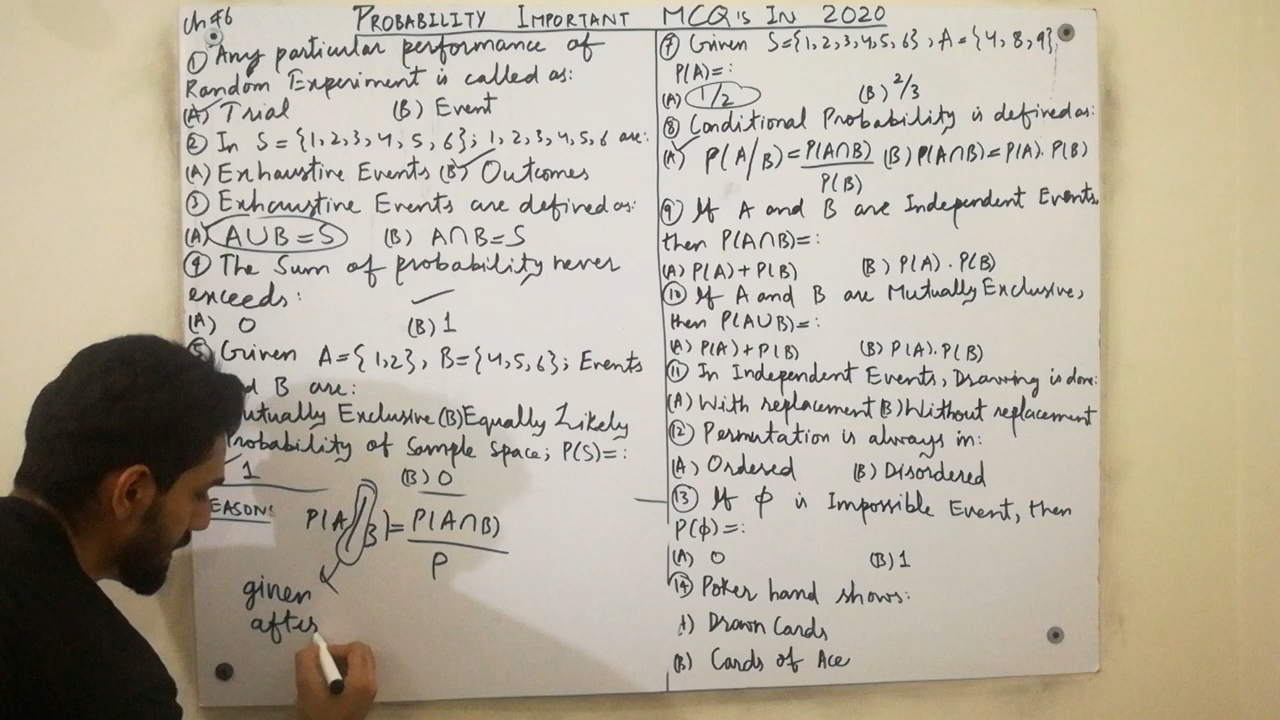 Ch #6
PROBABILITY IMPORTANT MCQ's IN 2020
① Any particular performance of
Random Experiment is called as:
(A) Trial (B) Event
② In S = {1,2,3,4,5,6}; 1,2,3,4,5,6 are:
(A) Exhaustive Events (B) Outcomes
③ Exhaustive Events are defined as:
(A) A∪B=S (B) A∩B=S
④ The Sum of probability never
exceeds:
(A) 0 (B) 1
⑤ Given A={1,2}, B={4,5,6}; Events
B are:
utually Exclusive (B) Equally Likely
robability of Sample Space; P(S)=:
1 (B) 0
EASON:
P(A/B)=P(A∩B)
P
given
after
⑦ Given S={1,2,3,4,5,6}, A={4,8,9},
P(A)=:
(A) 1/2 (B) 2/3
⑧ Conditional Probability is defined as:
(A) P(A/B)=P(A∩B) (B) P(A∩B)=P(A).P(B)
P(B)
⑨ If A and B are Independent Events,
then P(A∩B)=:
(A) P(A)+P(B) (B) P(A).P(B)
⑩ If A and B are Mutually Exclusive,
then P(A∪B)=:
(A) P(A)+P(B) (B) P(A).P(B)
⑪ In Independent Events, Drawing is done:
(A) With replacement (B) Without replacement
⑫ Permutation is always in:
(A) Ordered (B) Disordered
⑬ If ϕ is Impossible Event, then
P(ϕ)=:
(A) 0 (B) 1
⑭ Poker hand shows:
A) Drawn Cards
(B) Cards of Ace